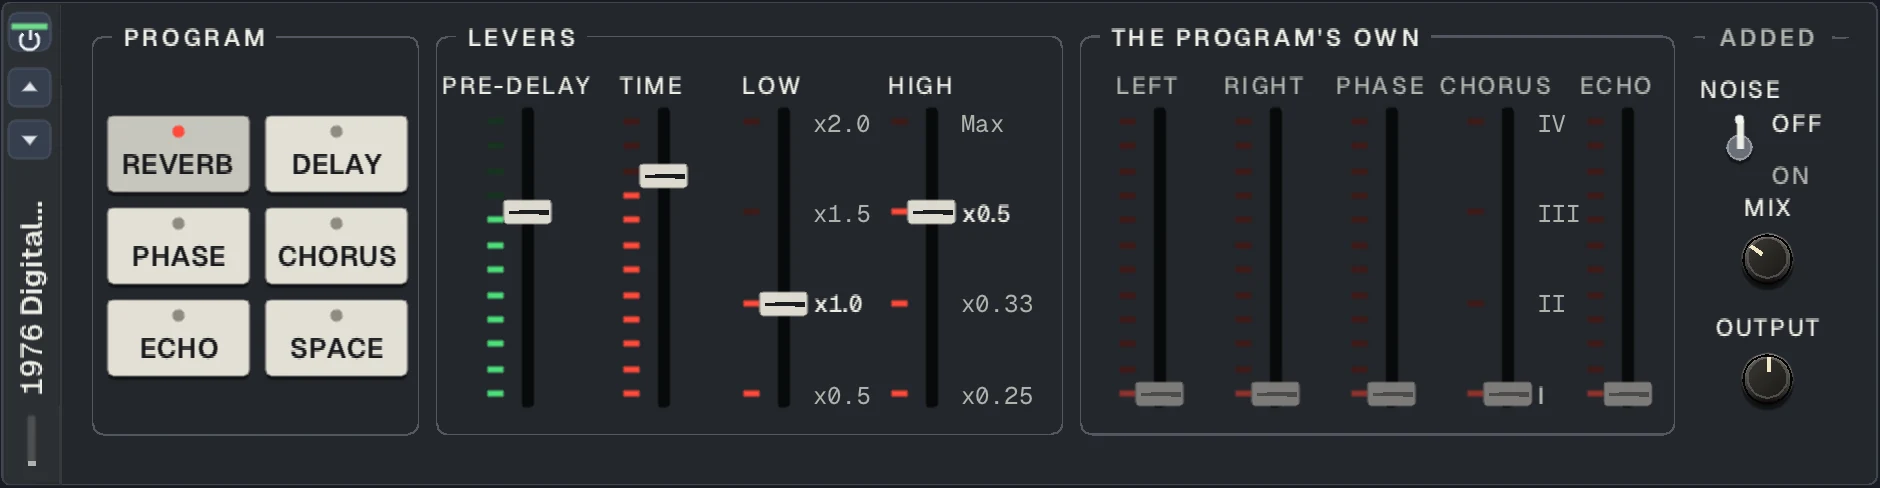 1976 Digital...
PROGRAM
REVERB
DELAY
PHASE
CHORUS
ECHO
SPACE
LEVERS
PRE-DELAY
TIME
LOW
x2.0
x1.5
x1.0
x0.5
HIGH
Max
x0.5
x0.33
x0.25
THE PROGRAM'S OWN
LEFT
RIGHT
PHASE
CHORUS
IV
III
II
I
ECHO
ADDED
NOISE
OFF
ON
MIX
OUTPUT